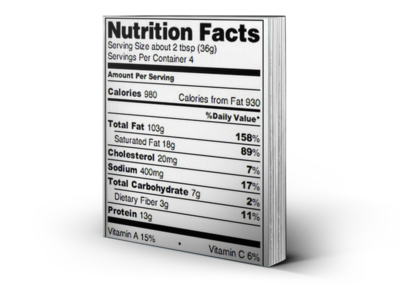 Nutrition Facts
Serving Size about 2 tbsp (36g)
Servings Per Container 4
Amount Per Serving
Calories 980 Calories from Fat 930
%Daily Value*
Total Fat 103g 158%
Saturated Fat 18g 89%
Cholesterol 20mg 7%
Sodium 400mg 17%
Total Carbohydrate 7g 2%
Dietary Fiber 3g 11%
Protein 13g
Vitamin A 15% • Vitamin C 6%